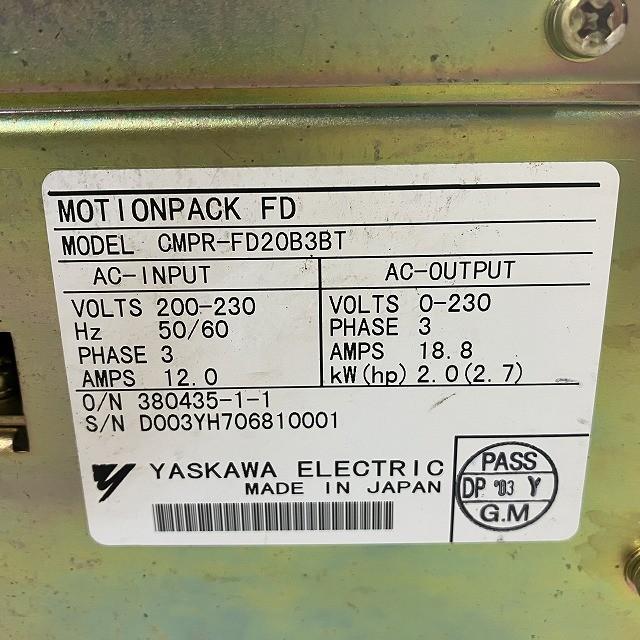 MOTIONPACK FD
MODEL CMPR-FD20B3BT
AC-INPUT
VOLTS 200-230
Hz 50/60
PHASE 3
AMPS 12.0
AC-OUTPUT
VOLTS 0-230
PHASE 3
AMPS 18.8
kW(hp) 2.0(2.7)
O/N 380435-1-1
S/N D003YH706810001
YASKAWA ELECTRIC
MADE IN JAPAN
PASS
DP '03 Y
G.M